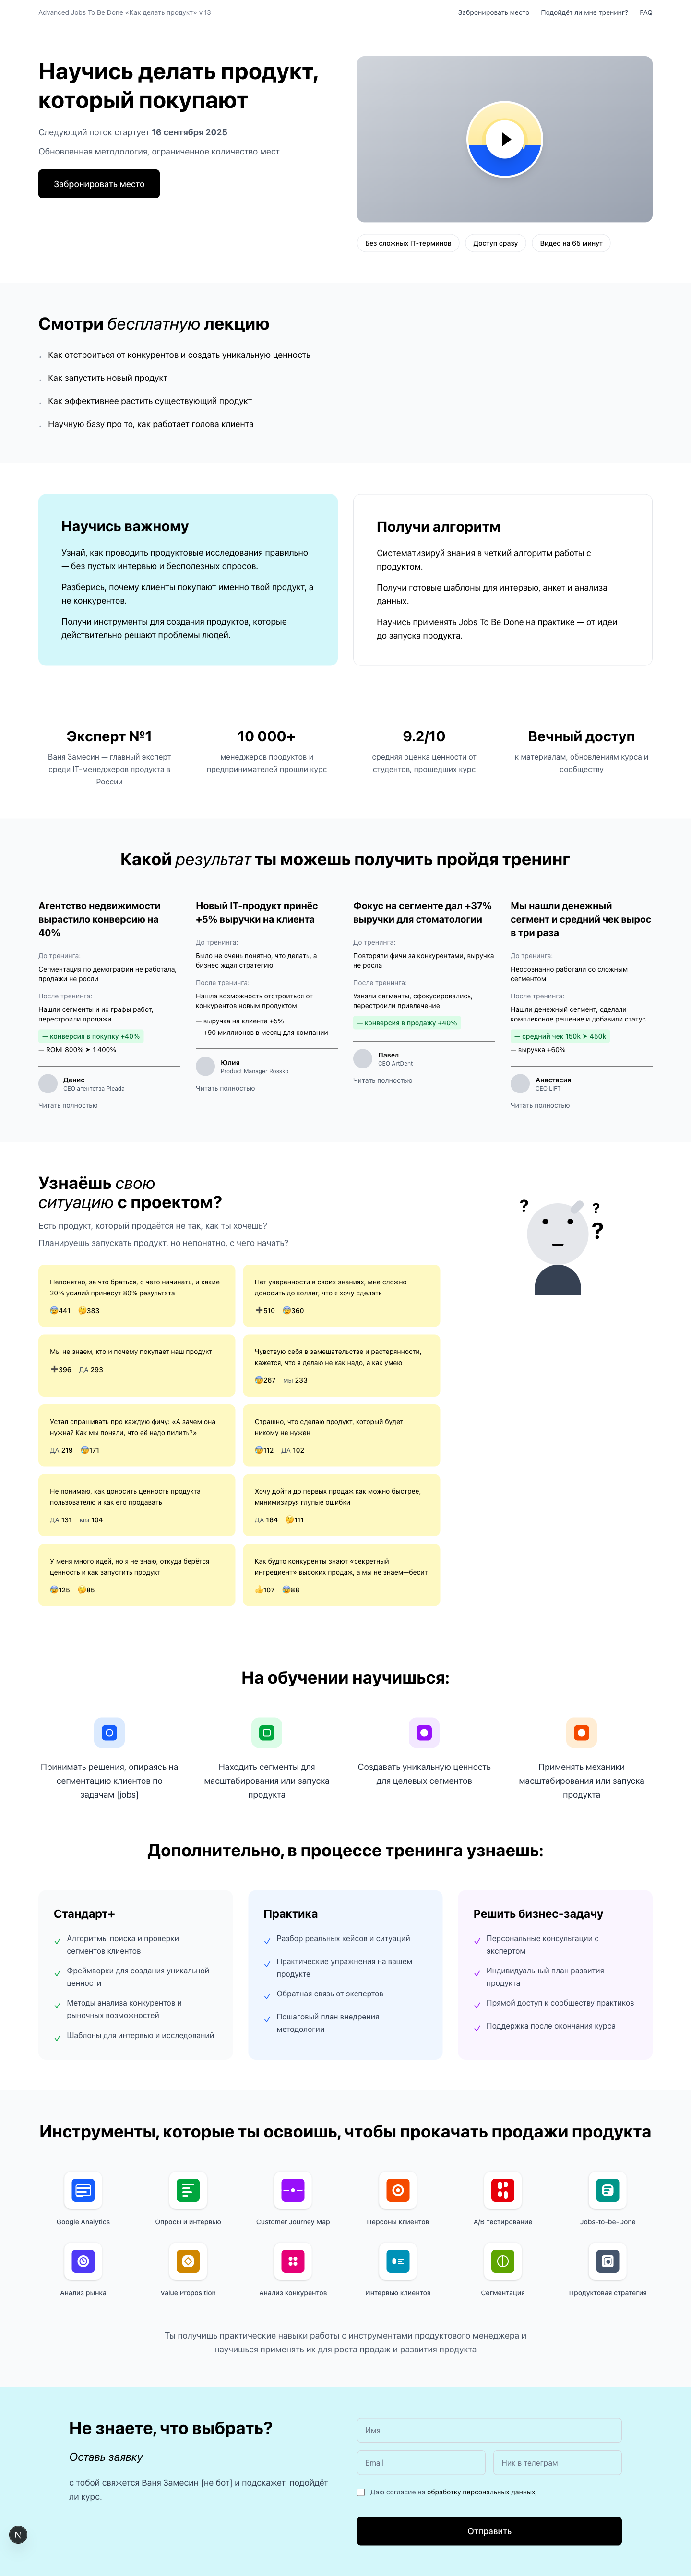 Advanced Jobs To Be Done «Как делать продукт» v.13
Забронировать место
Подойдёт ли мне тренинг?
FAQ
Научись делать продукт,
который покупают
Следующий поток стартует 16 сентября 2025
Обновленная методология, ограниченное количество мест
Забронировать место
Без сложных IT-терминов
Доступ сразу
Видео на 65 минут
Смотри бесплатную лекцию
Как отстроиться от конкурентов и создать уникальную ценность
Как запустить новый продукт
Как эффективнее растить существующий продукт
Научную базу про то, как работает голова клиента
Научись важному
Узнай, как проводить продуктовые исследования правильно
— без пустых интервью и бесполезных опросов.
Разберись, почему клиенты покупают именно твой продукт, а
не конкурентов.
Получи инструменты для создания продуктов, которые
действительно решают проблемы людей.
Получи алгоритм
Систематизируй знания в четкий алгоритм работы с
продуктом.
Получи готовые шаблоны для интервью, анкет и анализа
данных.
Научись применять Jobs To Be Done на практике — от идеи
до запуска продукта.
Эксперт №1
Ваня Замесин — главный эксперт
среди IT-менеджеров продукта в
России
10 000+
менеджеров продуктов и
предпринимателей прошли курс
9.2/10
средняя оценка ценности от
студентов, прошедших курс
Вечный доступ
к материалам, обновлениям курса и
сообществу
Какой результат ты можешь получить пройдя тренинг
Агентство недвижимости
вырастило конверсию на
40%
До тренинга:
Сегментация по демографии не работала,
продажи не росли
После тренинга:
Нашли сегменты и их графы работ,
перестроили продажи
— конверсия в покупку +40%
— ROMI 800% ➤ 1 400%
Денис
CEO агентства Pleada
Читать полностью
Новый IT-продукт принёс
+5% выручки на клиента
До тренинга:
Было не очень понятно, что делать, а
бизнес ждал стратегию
После тренинга:
Нашла возможность отстроиться от
конкурентов новым продуктом
— выручка на клиента +5%
— +90 миллионов в месяц для компании
Юлия
Product Manager Rossko
Читать полностью
Фокус на сегменте дал +37%
выручки для стоматологии
До тренинга:
Повторяли фичи за конкурентами, выручка
не росла
После тренинга:
Узнали сегменты, сфокусировались,
перестроили привлечение
— конверсия в продажу +40%
Павел
CEO ArtDent
Читать полностью
Мы нашли денежный
сегмент и средний чек вырос
в три раза
До тренинга:
Неосознанно работали со сложным
сегментом
После тренинга:
Нашли денежный сегмент, сделали
комплексное решение и добавили статус
— средний чек 150k ➤ 450k
— выручка +60%
Анастасия
CEO LiFT
Читать полностью
Узнаёшь свою
ситуацию с проектом?
Есть продукт, который продаётся не так, как ты хочешь?
Планируешь запускать продукт, но непонятно, с чего начать?
? ? ?
Непонятно, за что браться, с чего начинать, и какие
20% усилий принесут 80% результата
😰441 🤔383
Нет уверенности в своих знаниях, мне сложно
доносить до коллег, что я хочу сделать
➕510 😰360
Мы не знаем, кто и почему покупает наш продукт
➕396 ДА 293
Чувствую себя в замешательстве и растерянности,
кажется, что я делаю не как надо, а как умею
😰267 мы 233
Устал спрашивать про каждую фичу: «А зачем она
нужна? Как мы поняли, что её надо пилить?»
ДА 219 😰171
Страшно, что сделаю продукт, который будет
никому не нужен
😰112 ДА 102
Не понимаю, как доносить ценность продукта
пользователю и как его продавать
ДА 131 мы 104
Хочу дойти до первых продаж как можно быстрее,
минимизируя глупые ошибки
ДА 164 🤔111
У меня много идей, но я не знаю, откуда берётся
ценность и как запустить продукт
😰125 🤔85
Как будто конкуренты знают «секретный
ингредиент» высоких продаж, а мы не знаем—бесит
👍107 😰88
На обучении научишься:
Принимать решения, опираясь на
сегментацию клиентов по
задачам [jobs]
Находить сегменты для
масштабирования или запуска
продукта
Создавать уникальную ценность
для целевых сегментов
Применять механики
масштабирования или запуска
продукта
Дополнительно, в процессе тренинга узнаешь:
Стандарт+
Алгоритмы поиска и проверки
сегментов клиентов
Фреймворки для создания уникальной
ценности
Методы анализа конкурентов и
рыночных возможностей
Шаблоны для интервью и исследований
Практика
Разбор реальных кейсов и ситуаций
Практические упражнения на вашем
продукте
Обратная связь от экспертов
Пошаговый план внедрения
методологии
Решить бизнес-задачу
Персональные консультации с
экспертом
Индивидуальный план развития
продукта
Прямой доступ к сообществу практиков
Поддержка после окончания курса
Инструменты, которые ты освоишь, чтобы прокачать продажи продукта
Google Analytics
Опросы и интервью
Customer Journey Map
Персоны клиентов
A/B тестирование
Jobs-to-be-Done
Анализ рынка
Value Proposition
Анализ конкурентов
Интервью клиентов
Сегментация
Продуктовая стратегия
Ты получишь практические навыки работы с инструментами продуктового менеджера и
научишься применять их для роста продаж и развития продукта
Не знаете, что выбрать?
Оставь заявку
с тобой свяжется Ваня Замесин [не бот] и подскажет, подойдёт
ли курс.
Имя
Email
Ник в телеграм
Даю согласие на обработку персональных данных
Отправить
N